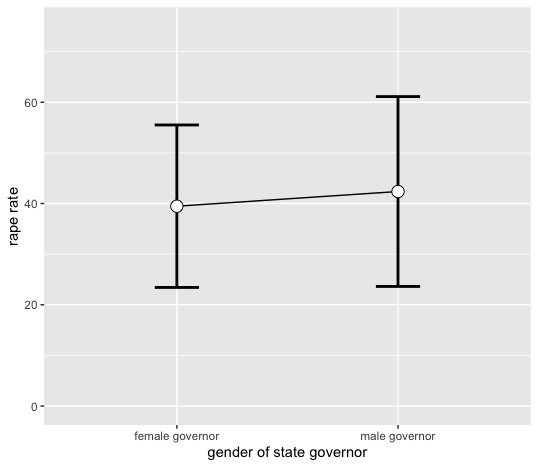 60
40
20
0
rape rate
female governor
male governor
gender of state governor